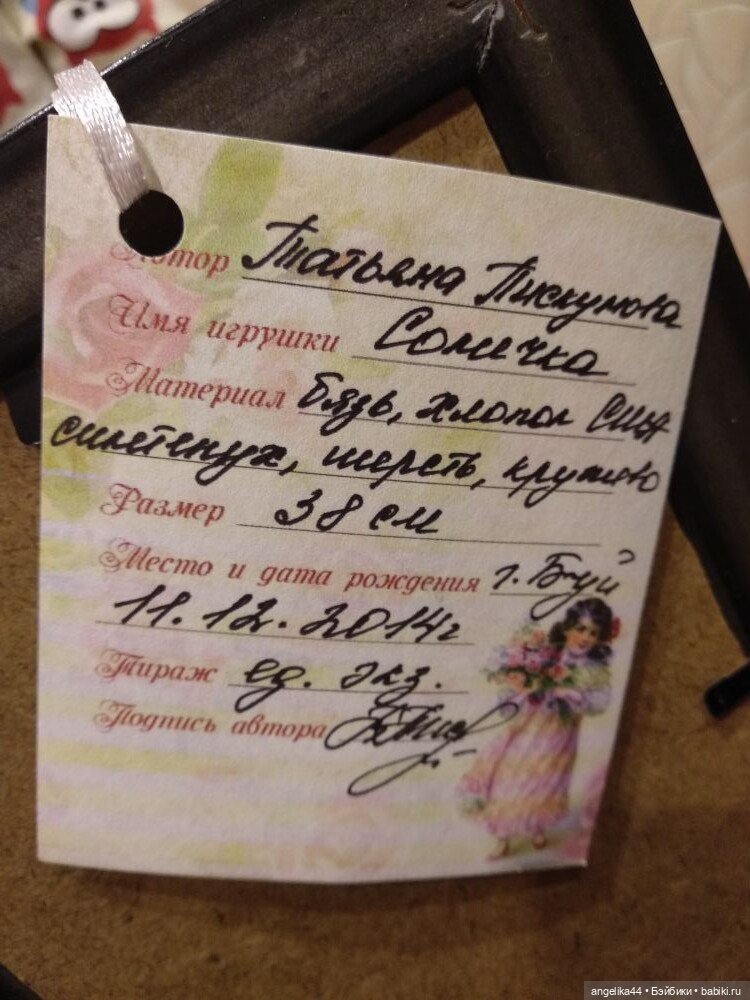 Автор Татьяна Пискунова
Имя игрушки Сонечка
Материал бязь, хлопок США
синтепух, шерсть, кружево
Размер 38 см
Место и дата рождения г. Буй
11.12.2014г
Тираж ед. экз.
Подпись автора
angelika44 • Бэйбики • babiki.ru